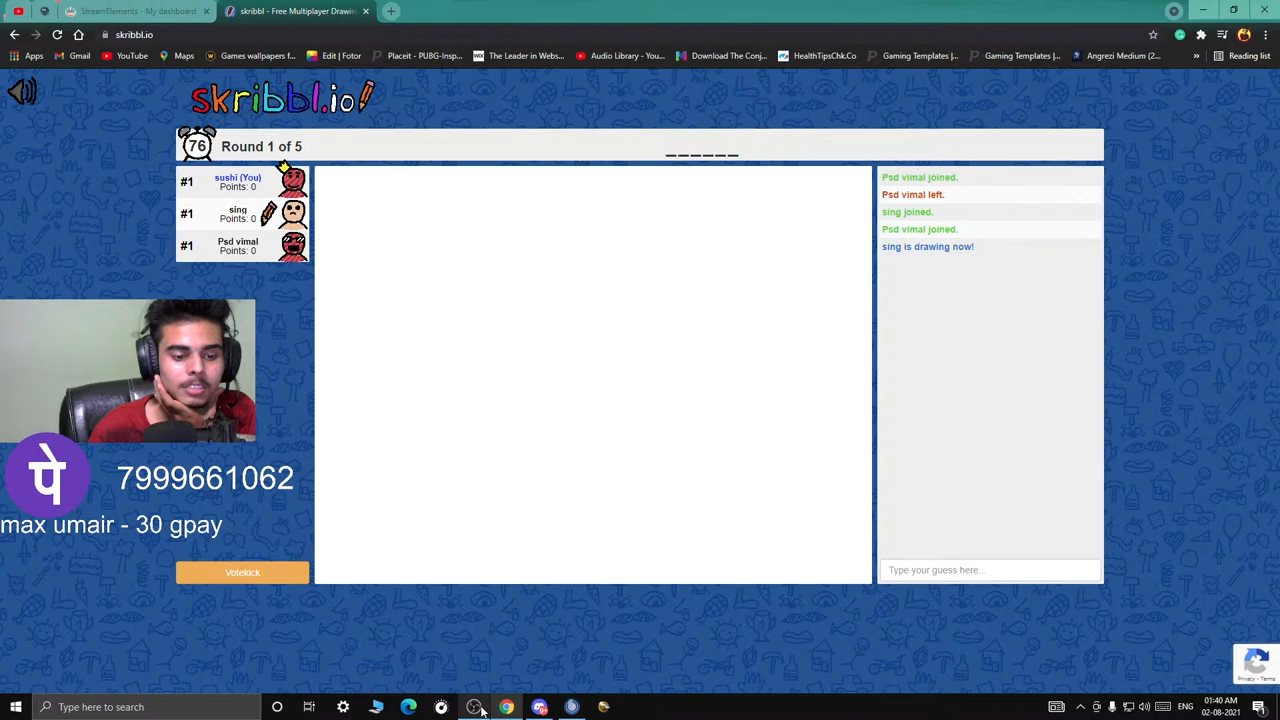 StreamElements - My dashboard
skribbl - Free Multiplayer Drawin
skribbl.io
Apps
Gmail
YouTube
Maps
Games wallpapers f...
Edit | Fotor
Placeit - PUBG-Insp...
The Leader in Webs...
Audio Library - You...
Download The Conj...
HealthTipsChk.Co
Gaming Templates |...
Gaming Templates |...
Angrezi Medium (2...
Reading list
skribbl.io
76
Round 1 of 5
_ _ _ _ _ _
#1
sushi (You)
Points: 0
#1
sing
Points: 0
#1
Psd vimal
Points: 0
Psd vimal joined.
Psd vimal left.
sing joined.
Psd vimal joined.
sing is drawing now!
पे
7999661062
max umair - 30 gpay
Votekick
Type your guess here...
Privacy - Terms
Type here to search
ENG
01:40 AM
02-08-2021